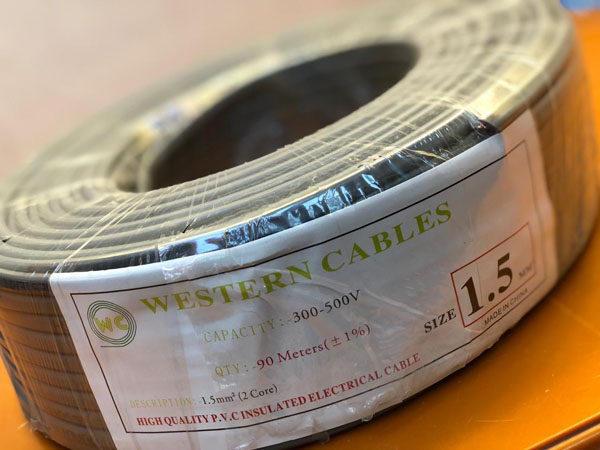 WC
WESTERN CABLES
CAPACITY:-300-500V
QTY:-90 Meters(±1%)
SIZE 1.5 MM²
MADE IN CHINA
DESCRIPTION:-1.5mm² (2 Core)
HIGH QUALITY P.V.C INSULATED ELECTRICAL CABLE